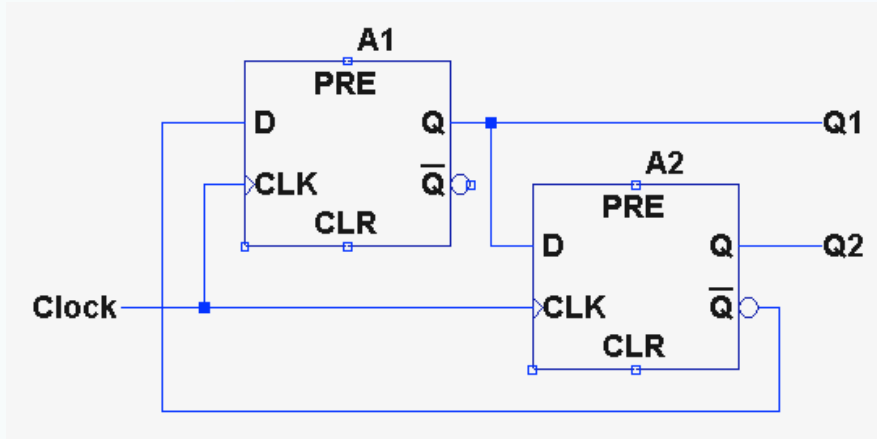 A1
PRE
D Q Q1
CLK Q̅
CLR
A2
PRE
D Q Q2
Clock CLK Q̅
CLR